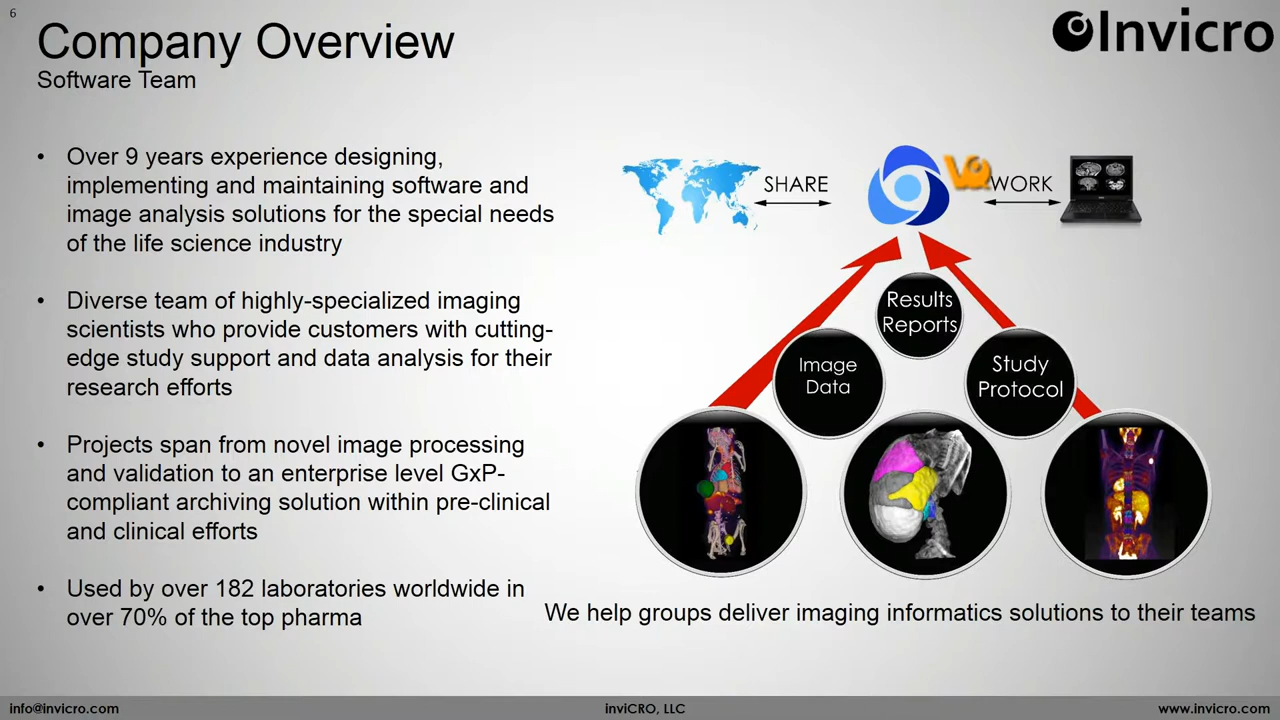 6
Company Overview
Software Team
Invicro
• Over 9 years experience designing,
implementing and maintaining software and
image analysis solutions for the special needs
of the life science industry
• Diverse team of highly-specialized imaging
scientists who provide customers with cutting-
edge study support and data analysis for their
research efforts
• Projects span from novel image processing
and validation to an enterprise level GxP-
compliant archiving solution within pre-clinical
and clinical efforts
• Used by over 182 laboratories worldwide in
over 70% of the top pharma
SHARE
WORK
Results
Reports
Image
Data
Study
Protocol
We help groups deliver imaging informatics solutions to their teams
info@invicro.com
inviCRO, LLC
www.invicro.com